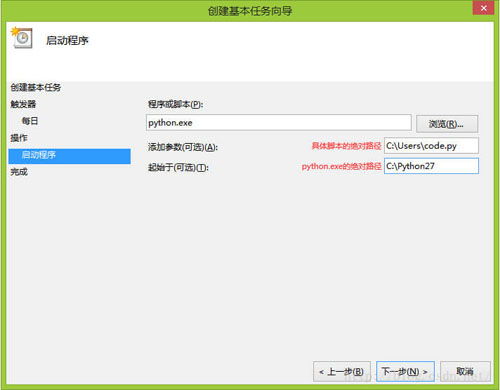 创建基本任务向导
启动程序
创建基本任务
触发器
每日
操作
启动程序
完成
程序或脚本(P):
python.exe
浏览(R)...
添加参数(可选)(A):
具体脚本的绝对路径
C:\Users\code.py
起始于(可选)(T):
python.exe的绝对路径
C:\Python27
< 上一步(B)
下一步(N) >
取消